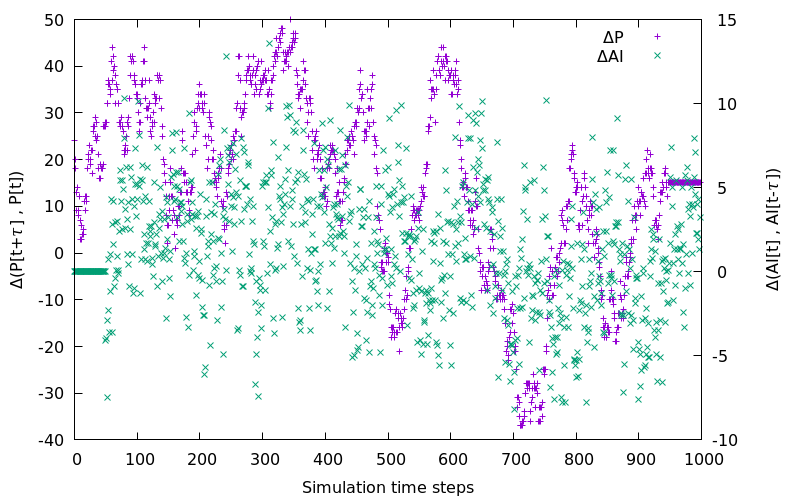 50
40
30
20
10
0
-10
-20
-30
-40
15
10
5
0
-5
-10
0 100 200 300 400 500 600 700 800 900 1000
Simulation time steps
Δ(P[t+τ] , P[t])
Δ(AI[t] , AI[t-τ])
ΔP
ΔAI